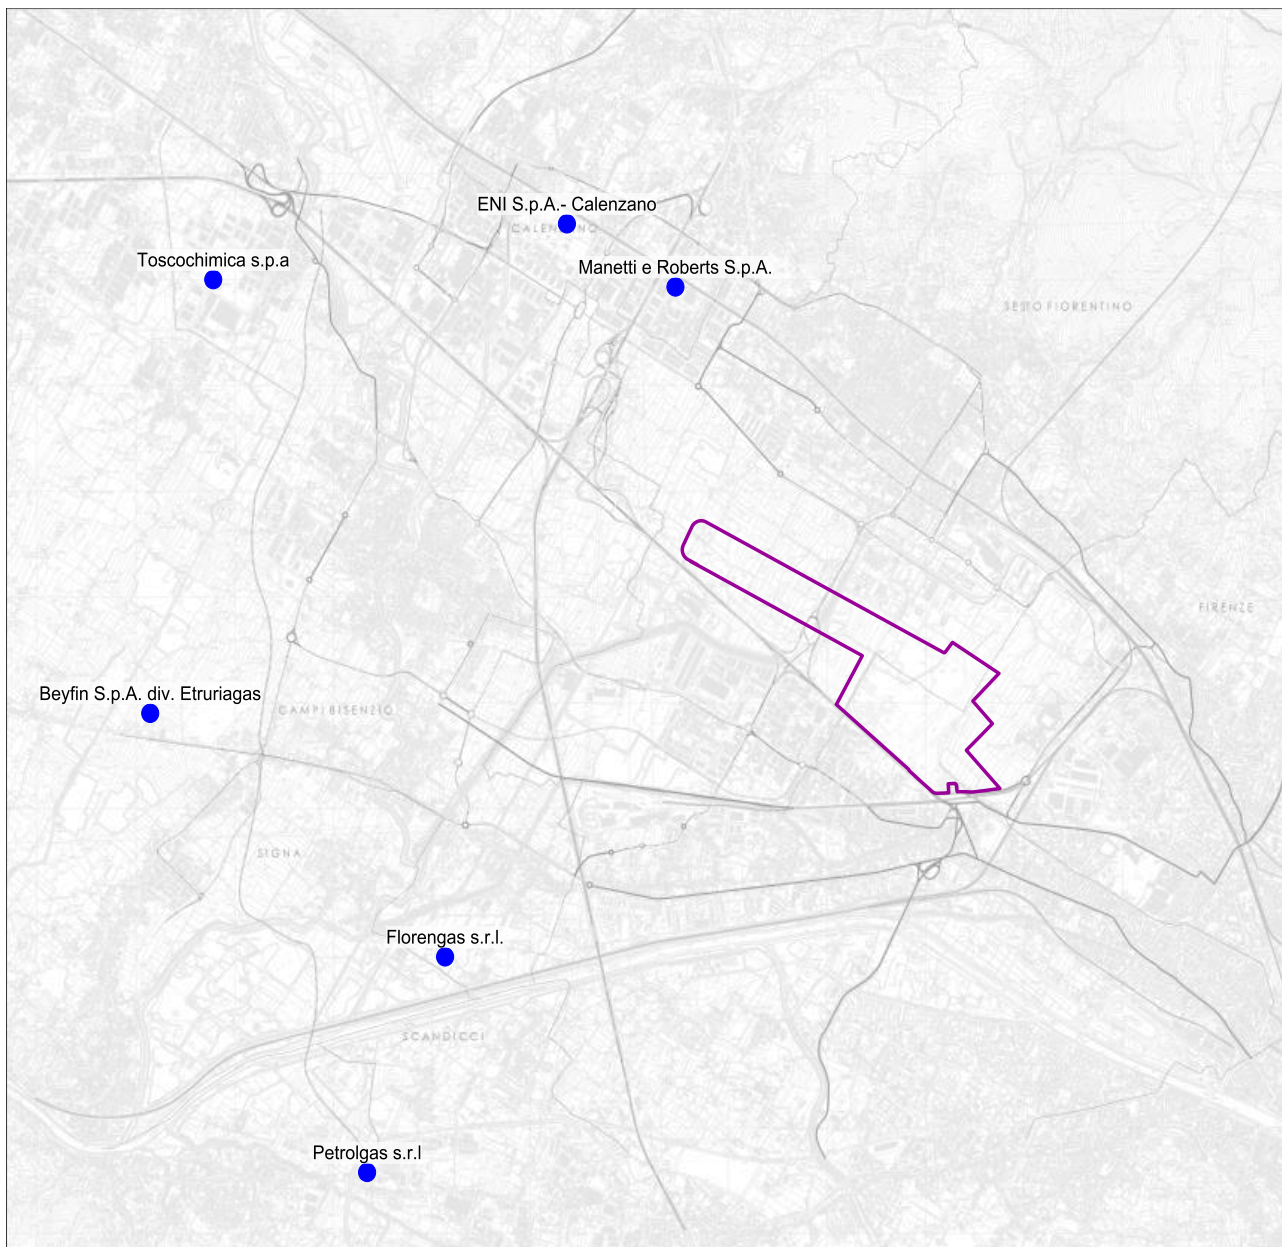 ENI S.p.A.- Calenzano
CALENZANO
Toscochimica s.p.a
Manetti e Roberts S.p.A.
SESTO FIORENTINO
FIRENZE
Beyfin S.p.A. div. Etruriagas
CAMPI BISENZIO
SIGNA
Florengas s.r.l.
SCANDICCI
Petrolgas s.r.l